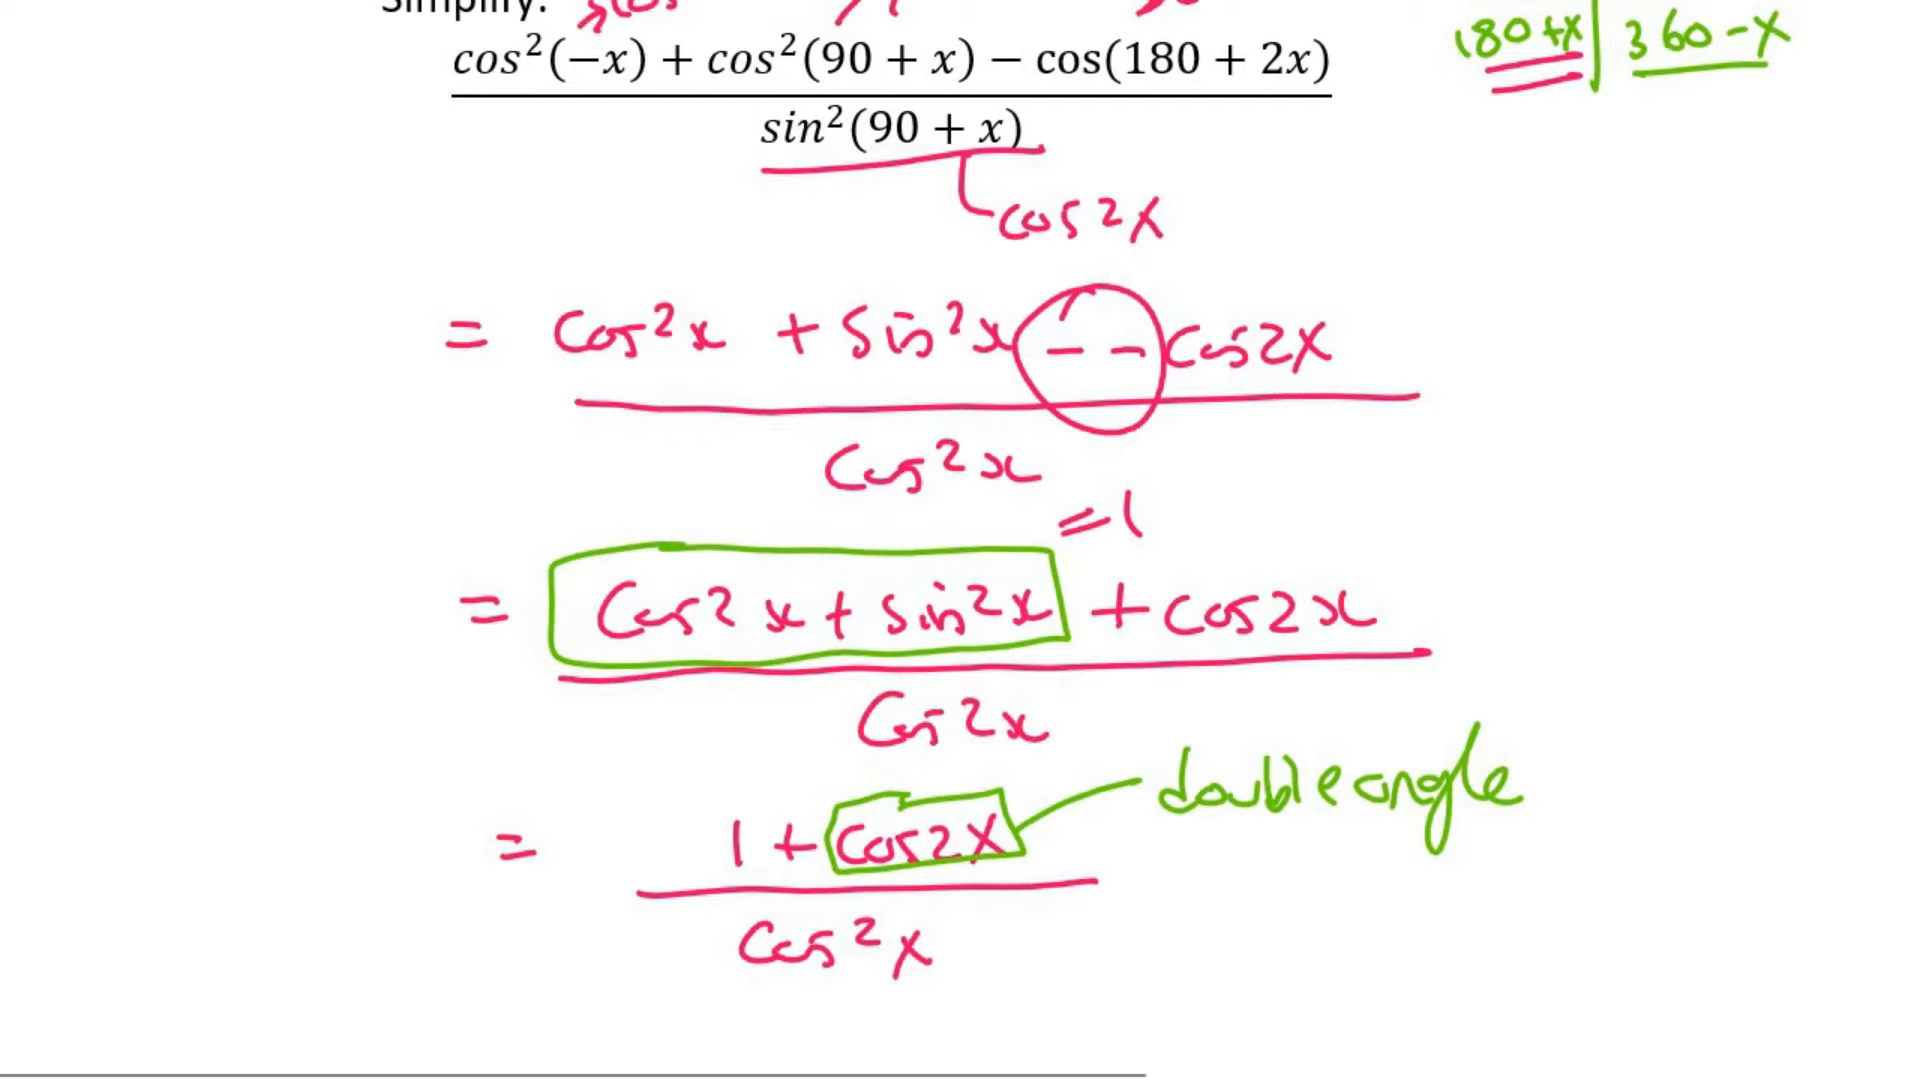 Simplify:
cos²(−x) + cos²(90 + x) − cos(180 + 2x)
sin²(90 + x)
180+x | 360-x
cos²x
= cos²x + sin²x - - cos2x
cos²x
=1
= cos²x + sin²x + cos2x
cos²x
= 1 + cos2x
double angle
cos²x